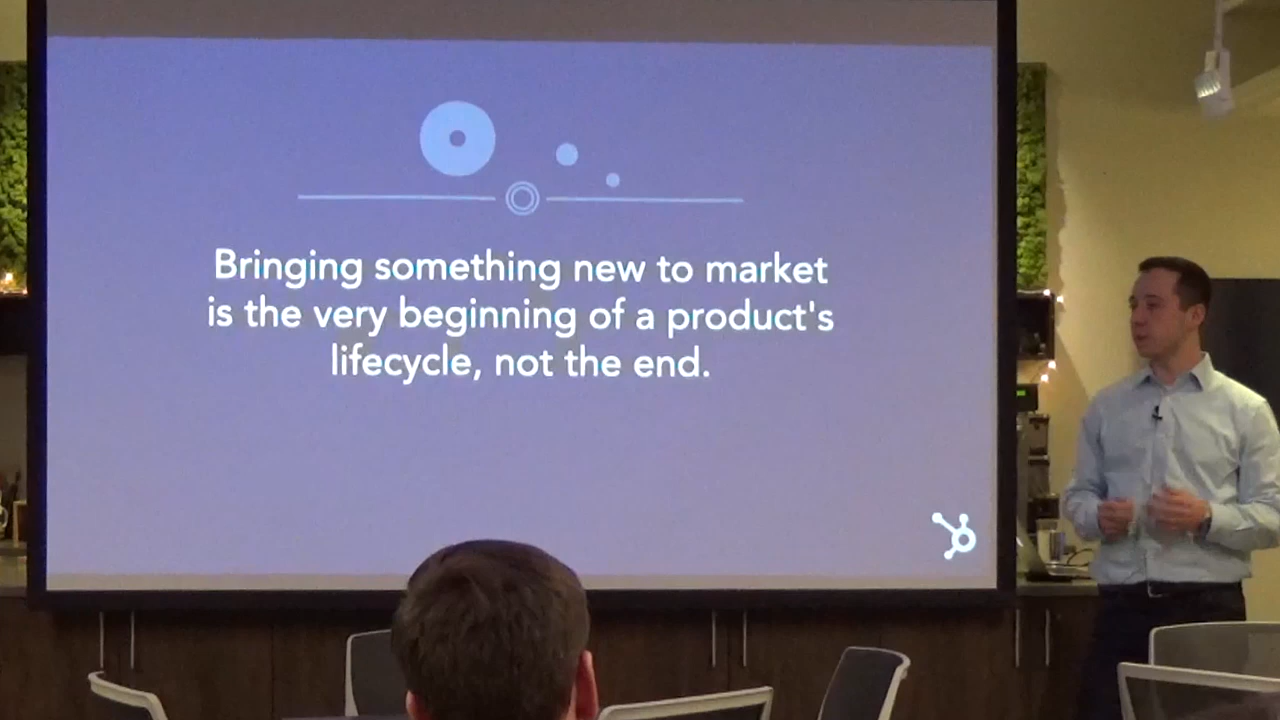 Bringing something new to market
is the very beginning of a product's
lifecycle, not the end.